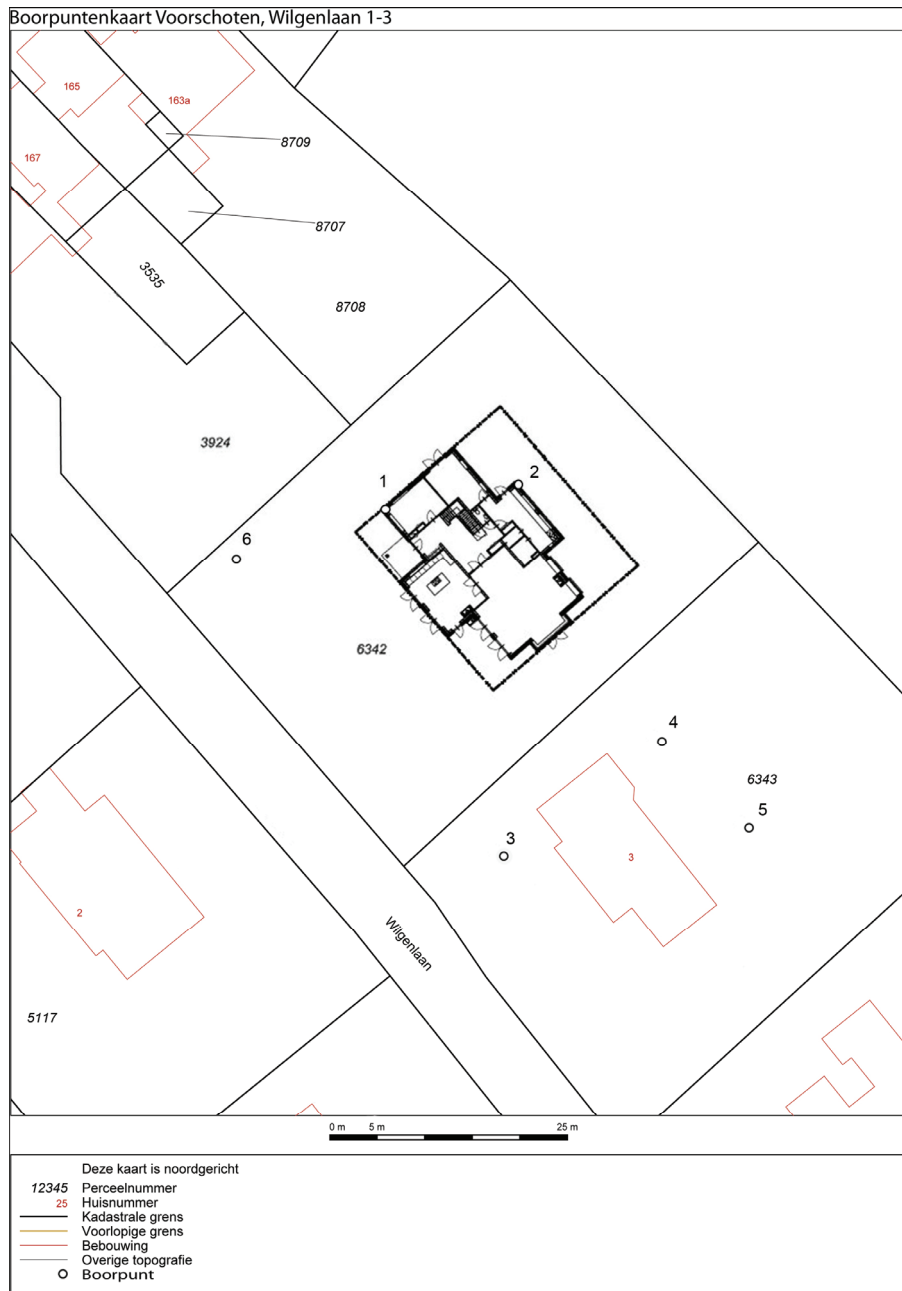 Boorpuntenkaart Voorschoten, Wilgenlaan 1-3
165
163a
8709
167
8707
3535
8708
3924
1
2
6
6342
4
6343
5
3
3
2
Wilgenlaan
5117
0 m 5 m 25 m
Deze kaart is noordgericht
12345 Perceelnummer
25 Huisnummer
Kadastrale grens
Voorlopige grens
Bebouwing
Overige topografie
Boorpunt